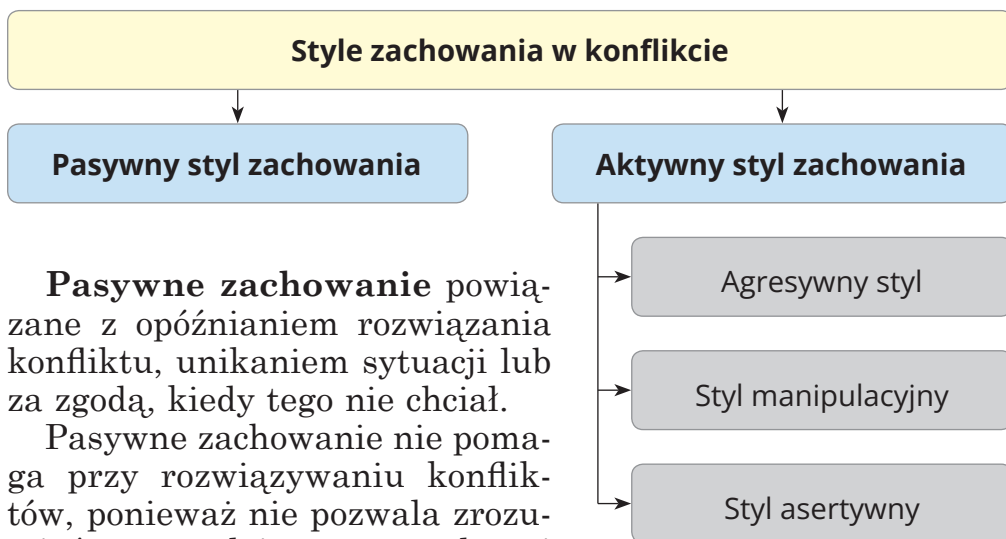 Style zachowania w konflikcie
Pasywny styl zachowania
Aktywny styl zachowania
Pasywne zachowanie powią-
zane z opóźnianiem rozwiązania
konfliktu, unikaniem sytuacji lub
za zgodą, kiedy tego nie chciał.
Pasywne zachowanie nie poma-
ga przy rozwiązywaniu konflik-
tów, ponieważ nie pozwala zrozu-
Agresywny styl
Styl manipulacyjny
Styl asertywny